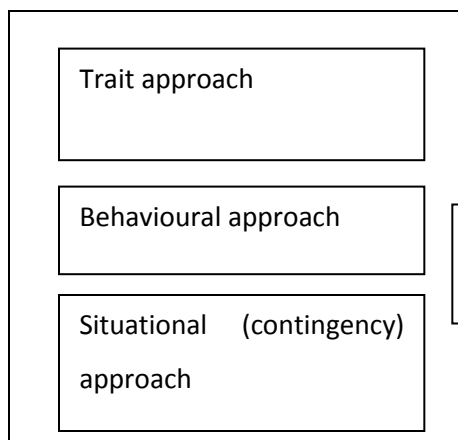 Trait approach
Behavioural approach
Situational (contingency)
approach